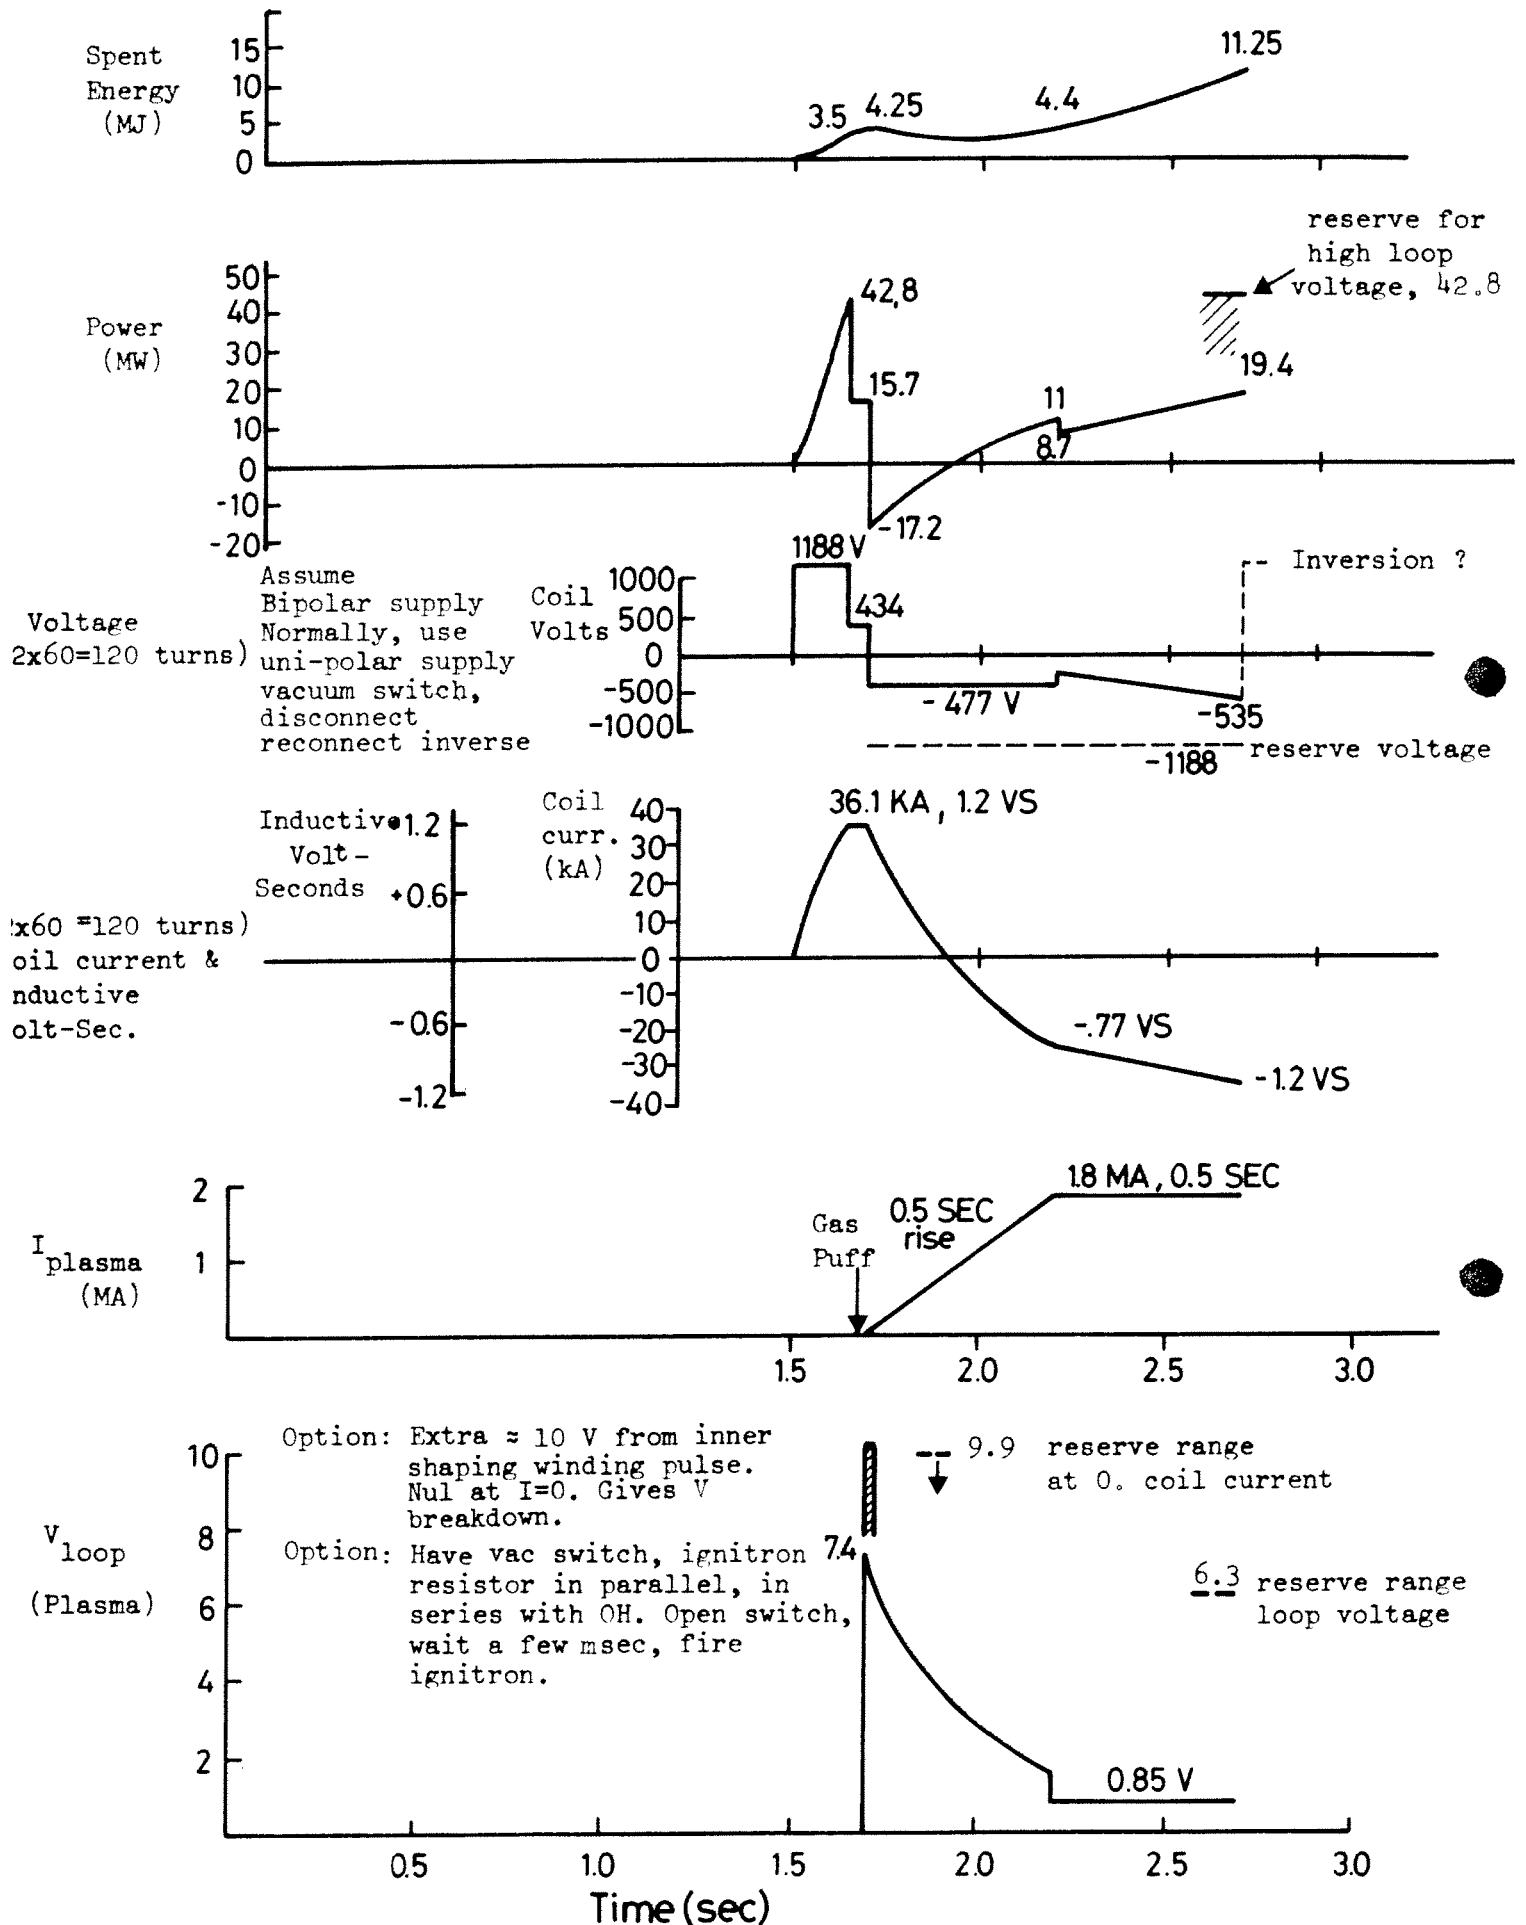 Spent
Energy
(MJ)
15
10
5
0
3.5
4.25
4.4
11.25
reserve for
high loop
voltage, 42.8
Power
(MW)
50
40
30
20
10
0
-10
-20
42,8
15.7
-17.2
11
8.7
19.4
Voltage
2x60=120 turns)
Assume
Bipolar supply
Normally, use
uni-polar supply
vacuum switch,
disconnect
reconnect inverse
Coil
Volts
1000
500
0
-500
-1000
1188 V
434
-477 V
-535
-1188
reserve voltage
Inversion ?
x60 =120 turns)
oil current &
nductive
olt-Sec.
Inductive
Volt-
Seconds
1.2
+0.6
-0.6
-1.2
Coil
curr.
(kA)
40
30
20
10
0
-10
-20
-30
-40
36.1 KA, 1.2 VS
-.77 VS
-1.2 VS
I plasma
(MA)
2
1
Gas
Puff
0.5 SEC
rise
1.8 MA, 0.5 SEC
1.5 2.0 2.5 3.0
V loop
(Plasma)
10
8
6
4
2
Option: Extra ≈ 10 V from inner
shaping winding pulse.
Nul at I=0. Gives V
breakdown.
Option: Have vac switch, ignitron
resistor in parallel, in
series with OH. Open switch,
wait a few msec, fire
ignitron.
7.4
9.9 reserve range
at 0. coil current
6.3 reserve range
loop voltage
0.85 V
0.5 1.0 1.5 2.0 2.5 3.0
Time (sec)